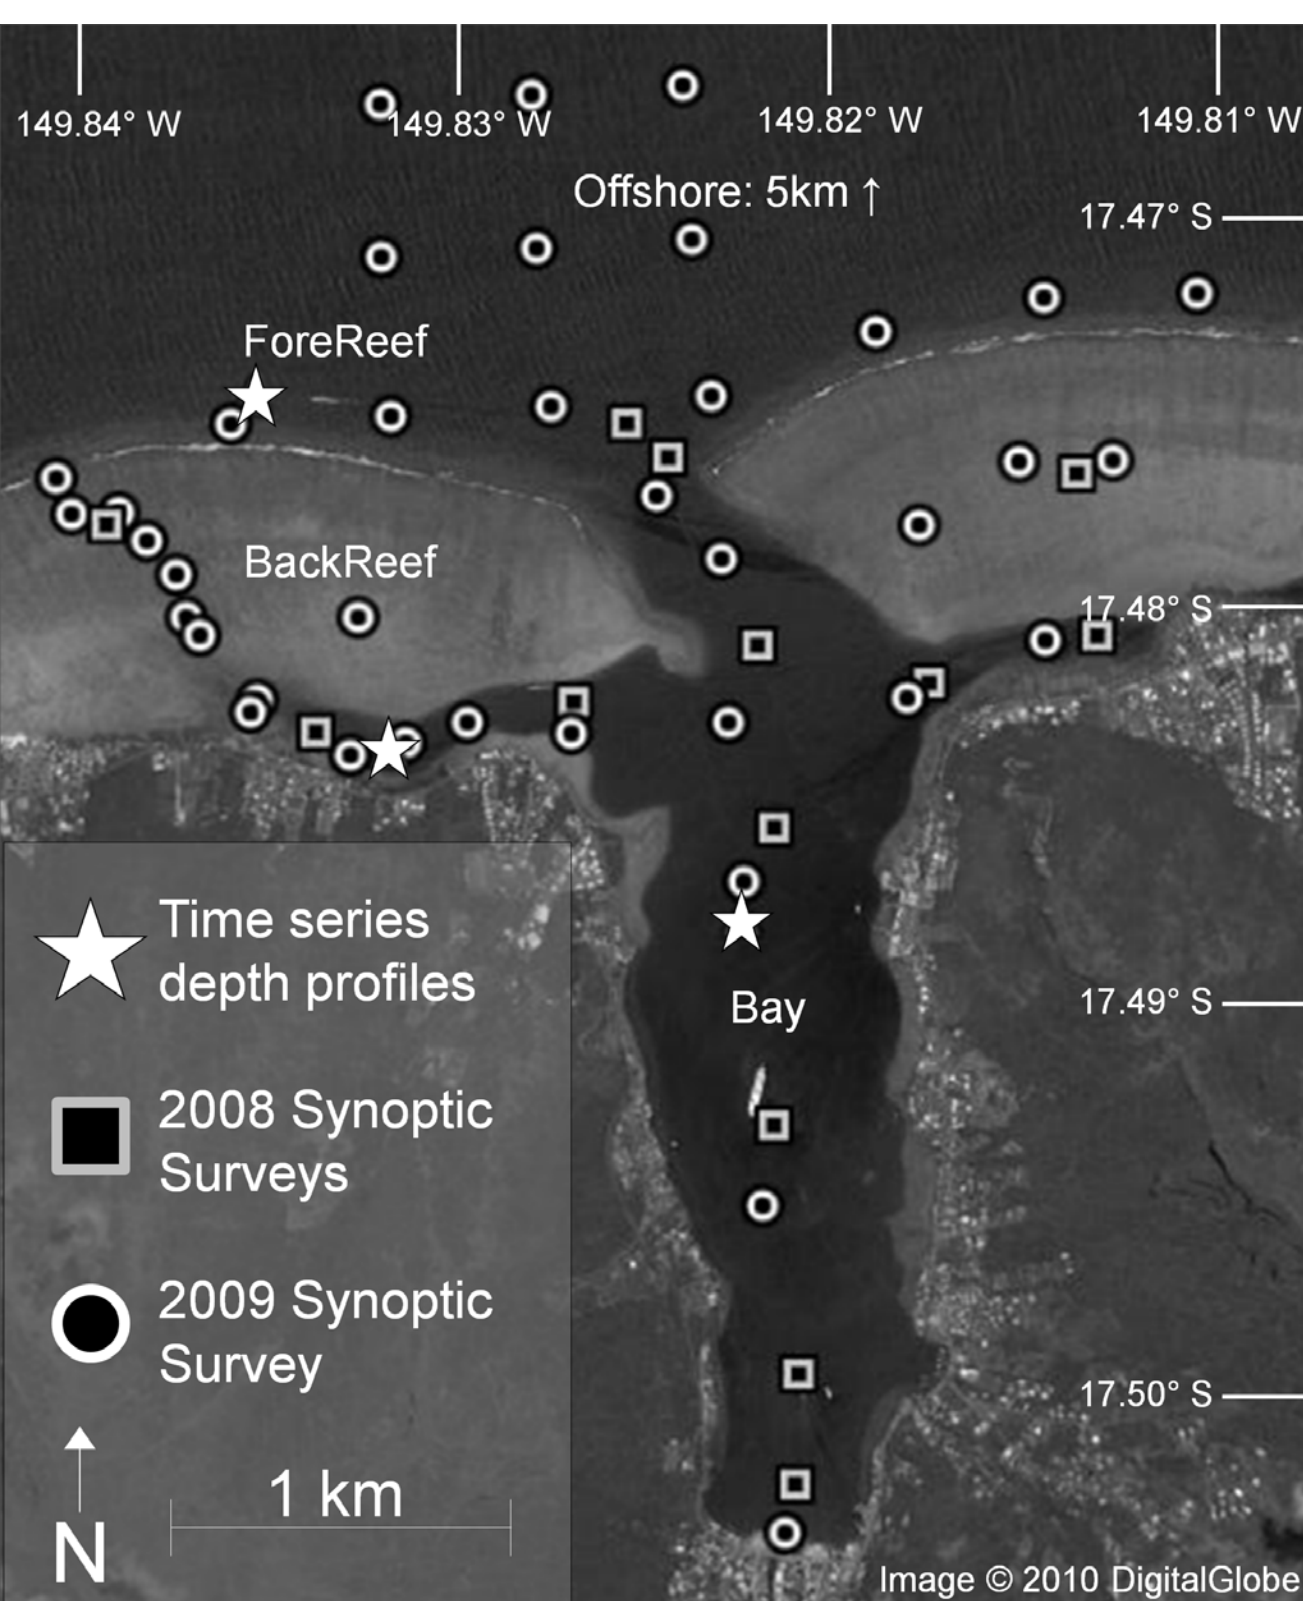 149.84° W
149.83° W
149.82° W
149.81° W
Offshore: 5km ↑
17.47° S
ForeReef
BackReef
17.48° S
Time series
depth profiles
17.49° S
Bay
2008 Synoptic
Surveys
2009 Synoptic
Survey
17.50° S
1 km
N
Image © 2010 DigitalGlobe